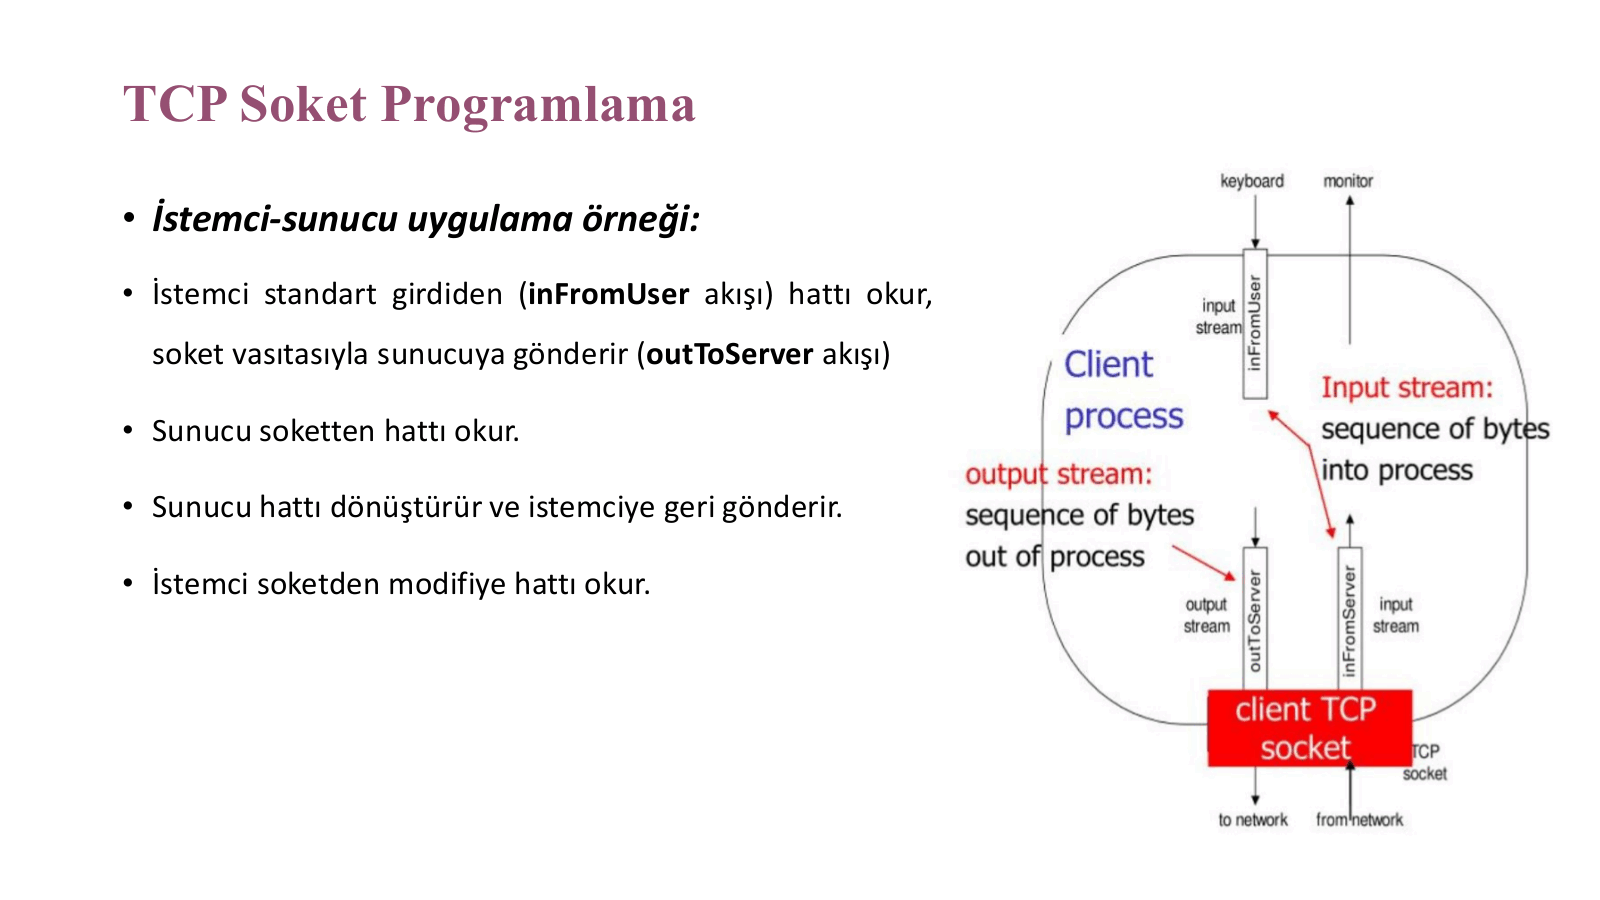 TCP Soket Programlama
• İstemci-sunucu uygulama örneği:
• İstemci standart girdiden (inFromUser akışı) hattı okur,
soket vasıtasıyla sunucuya gönderir (outToServer akışı)
• Sunucu soketten hattı okur.
• Sunucu hattı dönüştürür ve istemciye geri gönderir.
• İstemci soketden modifiye hattı okur.
keyboard
monitor
input
stream
inFromUser
Client
process
Input stream:
sequence of bytes
into process
output stream:
sequence of bytes
out of process
output
stream
outToServer
inFromServer
input
stream
client TCP
socket
TCP
socket
to network
from network